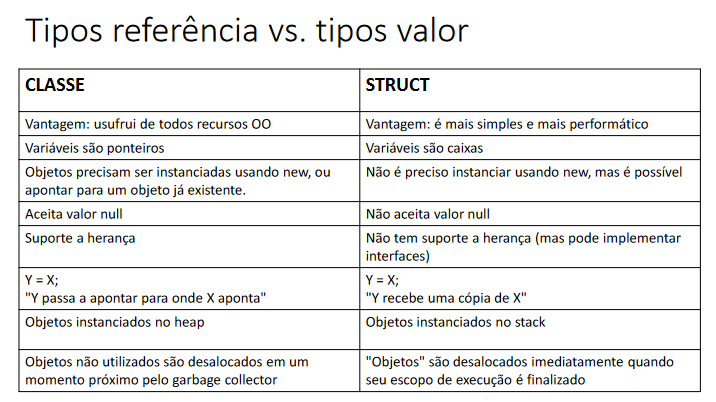 Tipos referência vs. tipos valor
CLASSE
STRUCT
Vantagem: usufrui de todos recursos OO
Vantagem: é mais simples e mais performático
Variáveis são ponteiros
Variáveis são caixas
Objetos precisam ser instanciadas usando new, ou
apontar para um objeto já existente.
Não é preciso instanciar usando new, mas é possível
Aceita valor null
Não aceita valor null
Suporte a herança
Não tem suporte a herança (mas pode implementar
interfaces)
Y = X;
"Y passa a apontar para onde X aponta"
Y = X;
"Y recebe uma cópia de X"
Objetos instanciados no heap
Objetos instanciados no stack
Objetos não utilizados são desalocados em um
momento próximo pelo garbage collector
"Objetos" são desalocados imediatamente quando
seu escopo de execução é finalizado